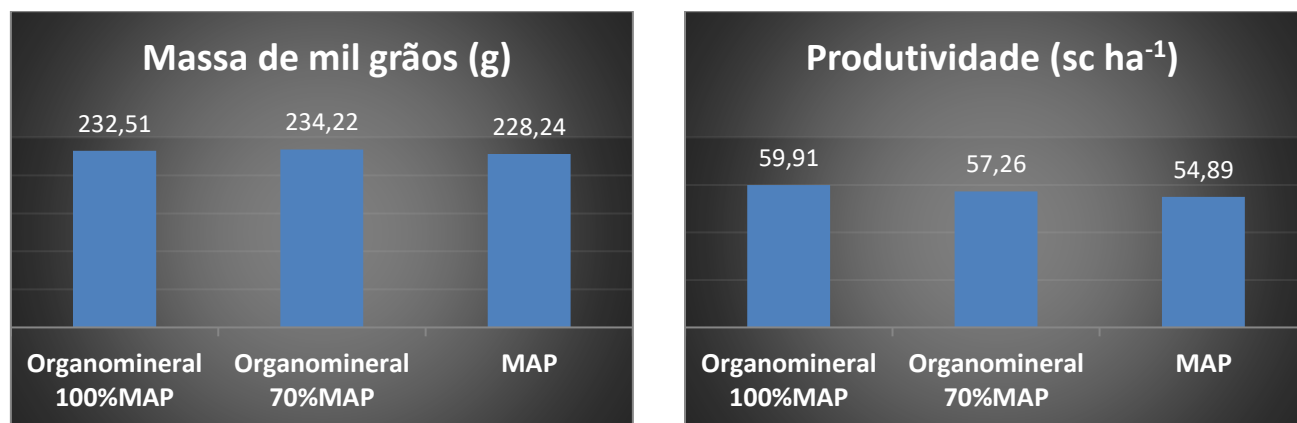 Massa de mil grãos (g)
232,51 234,22 228,24
Organomineral Organomineral MAP
100%MAP 70%MAP
Produtividade (sc ha⁻¹)
59,91 57,26 54,89
Organomineral Organomineral MAP
100%MAP 70%MAP